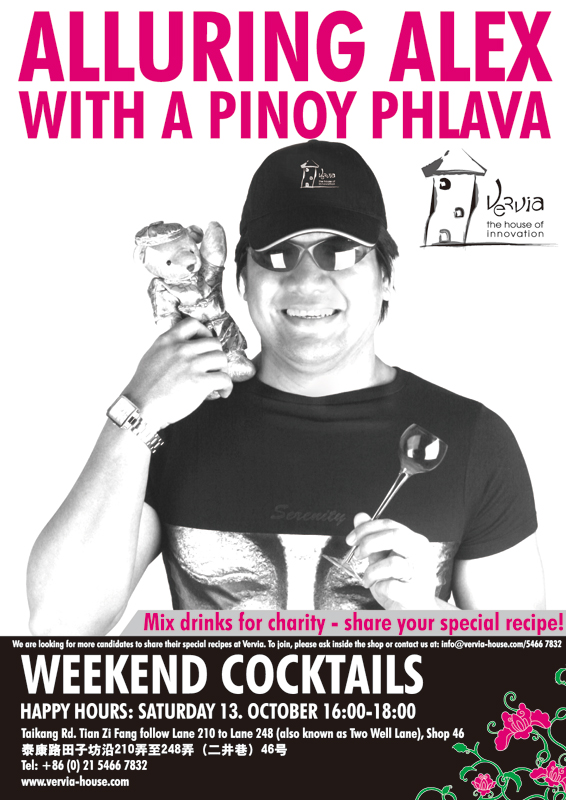 ALLURING ALEX
WITH A PINOY PHLAVA
vervia
the house of
innovation
vervia
the house of
innovation
Serenity
Mix drinks for charity - share your special recipe!
We are looking for more candidates to share their special recipes at Vervia. To join, please ask inside the shop or contact us at: info@vervia-house.com/5466 7832
WEEKEND COCKTAILS
HAPPY HOURS: SATURDAY 13. OCTOBER 16:00-18:00
Taikang Rd. Tian Zi Fang follow Lane 210 to Lane 248 (also known as Two Well Lane), Shop 46
泰康路田子坊沿210弄至248弄（二井巷）46号
Tel: +86 (0) 21 5466 7832
www.vervia-house.com